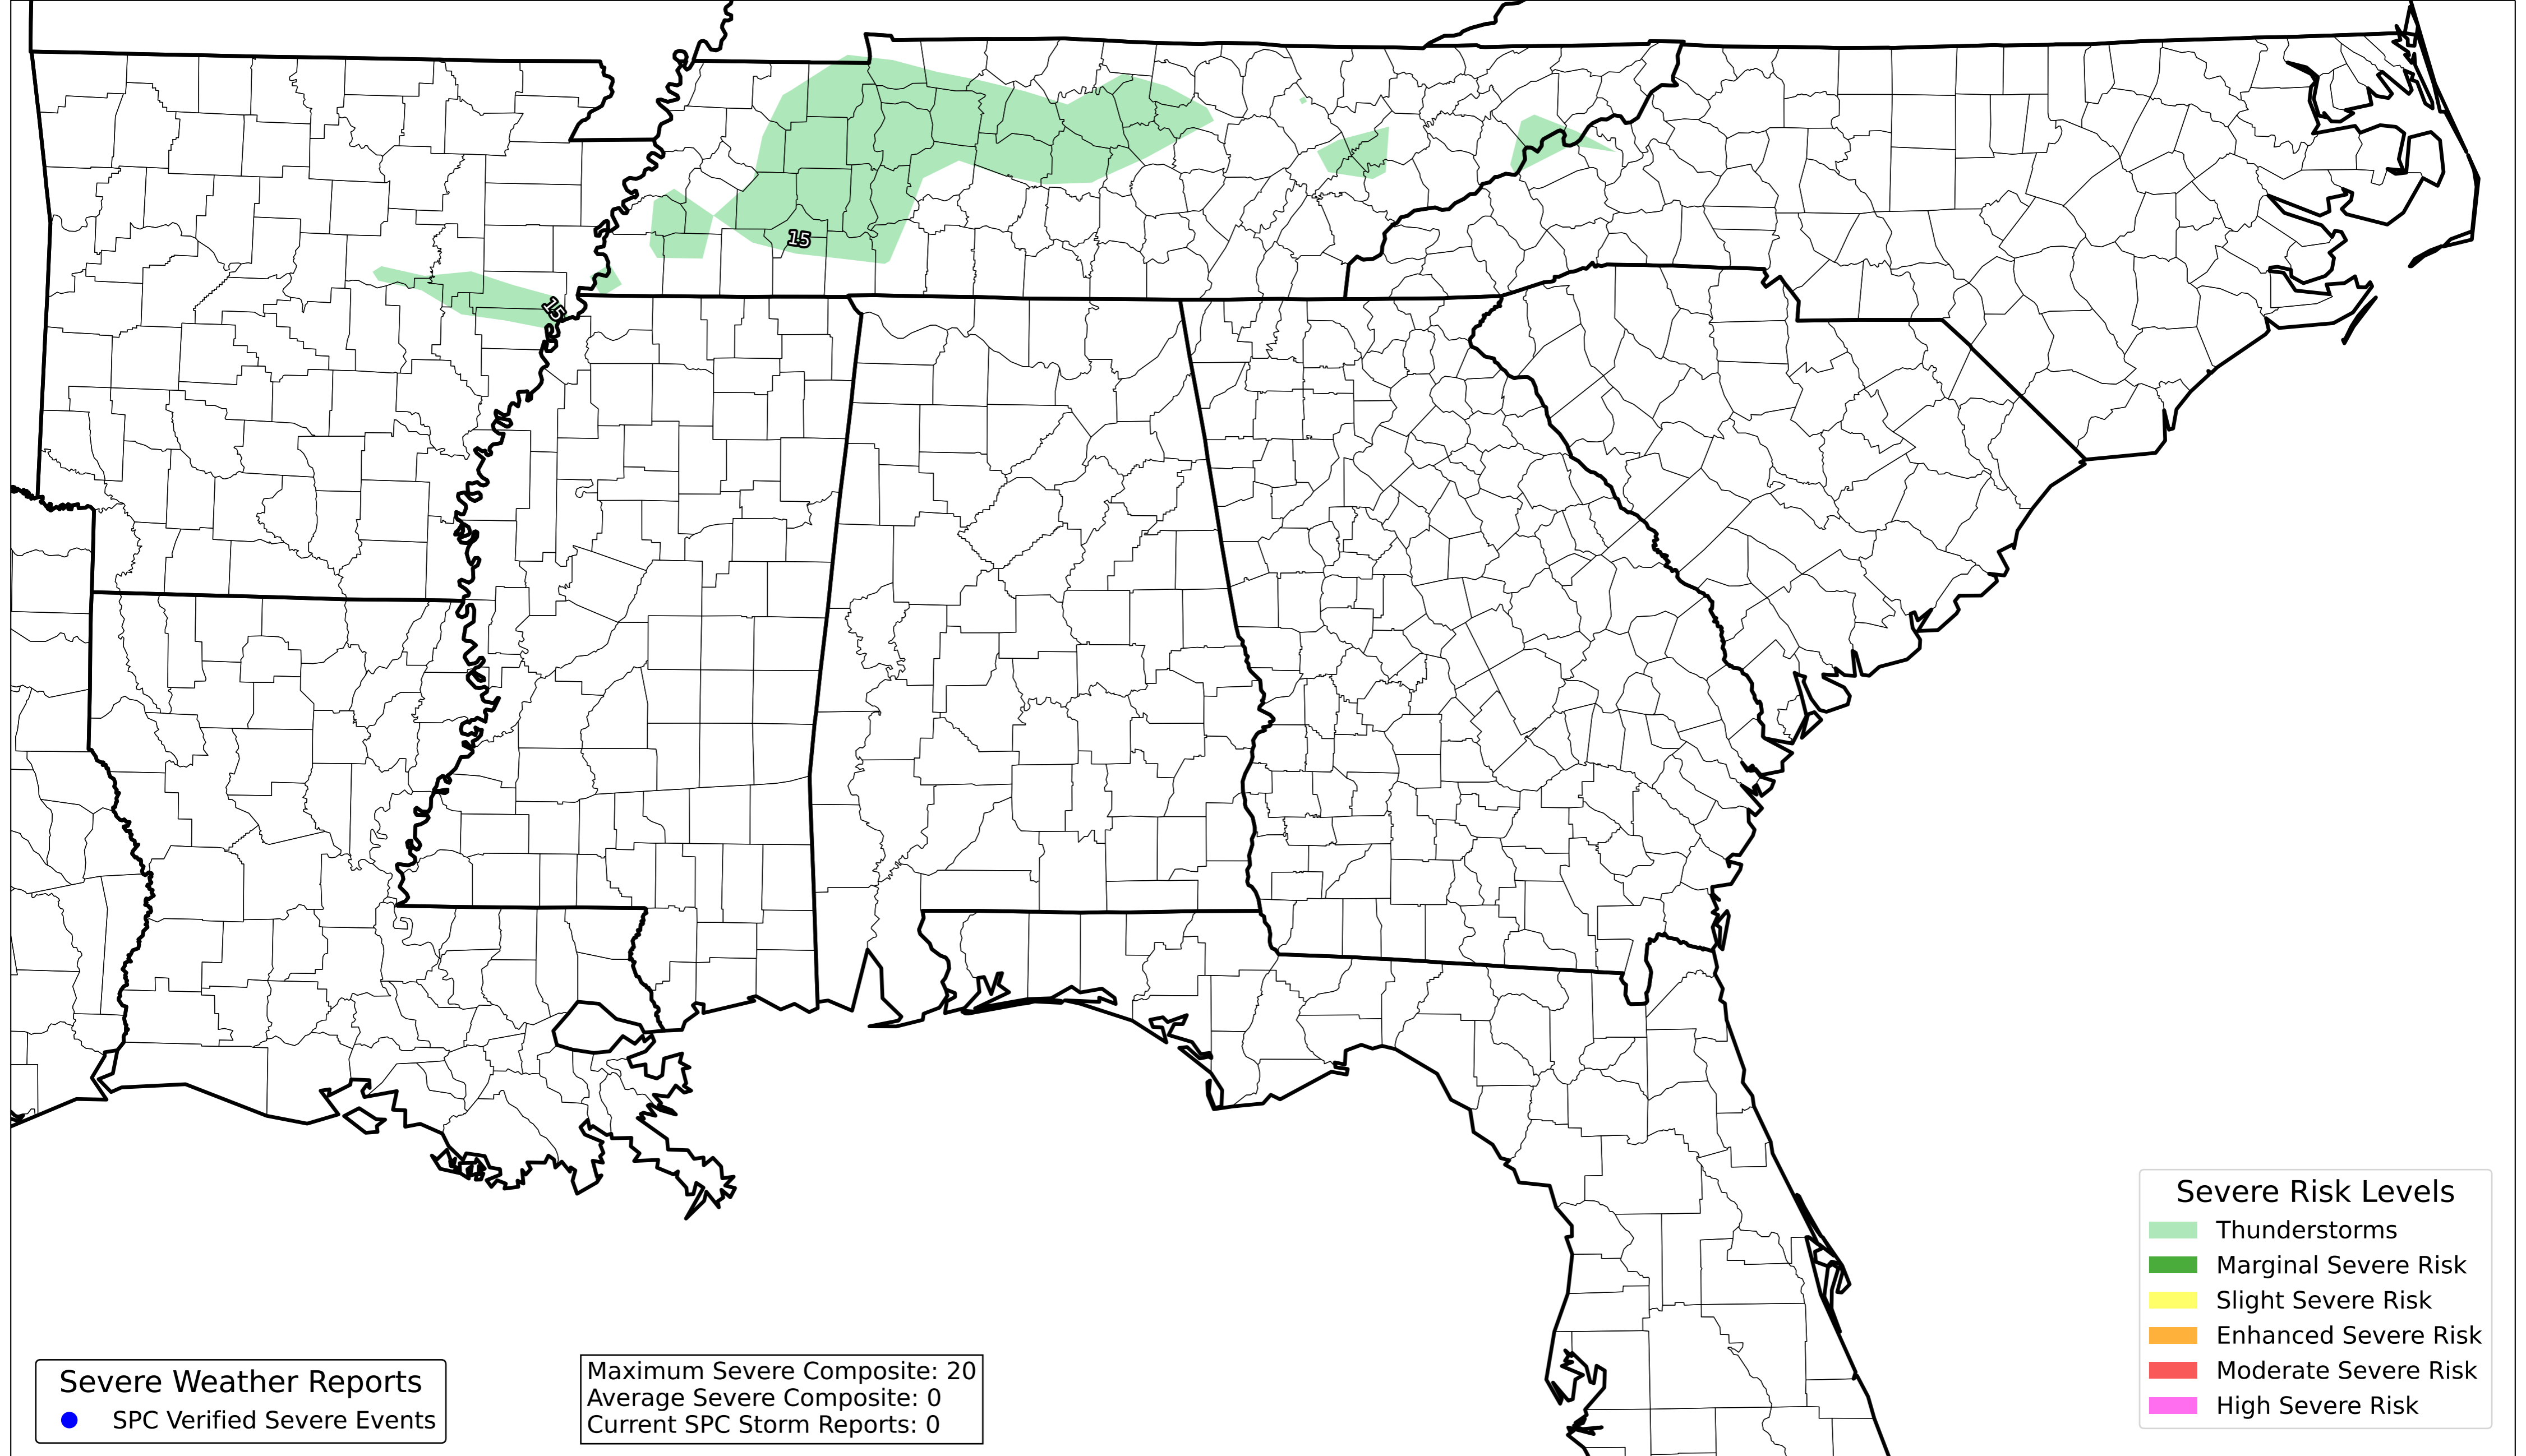 15
15
Severe Risk Levels
Thunderstorms
Marginal Severe Risk
Slight Severe Risk
Enhanced Severe Risk
Moderate Severe Risk
High Severe Risk
Severe Weather Reports
SPC Verified Severe Events
Maximum Severe Composite: 20
Average Severe Composite: 0
Current SPC Storm Reports: 0